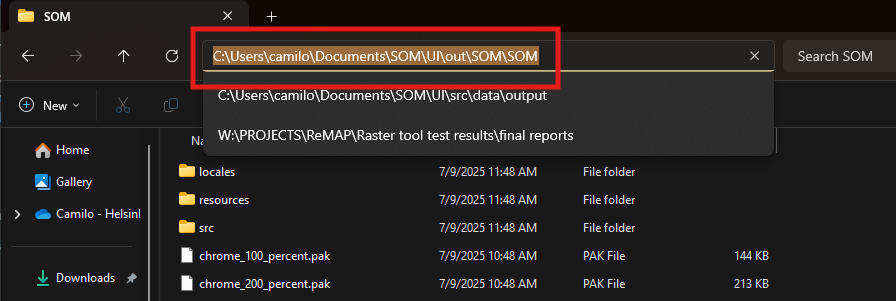 SOM
C:\Users\camilo\Documents\SOM\UI\out\SOM\SOM
Search SOM
C:\Users\camilo\Documents\SOM\UI\src\data\output
W:\PROJECTS\ReMAP\Raster tool test results\final reports
New
Home
Gallery
Camilo - Helsin
Downloads
locales 7/9/2025 11:48 AM File folder
resources 7/9/2025 11:48 AM File folder
src 7/9/2025 11:48 AM File folder
chrome_100_percent.pak 7/9/2025 10:48 AM PAK File 144 KB
chrome_200_percent.pak 7/9/2025 10:48 AM PAK File 213 KB